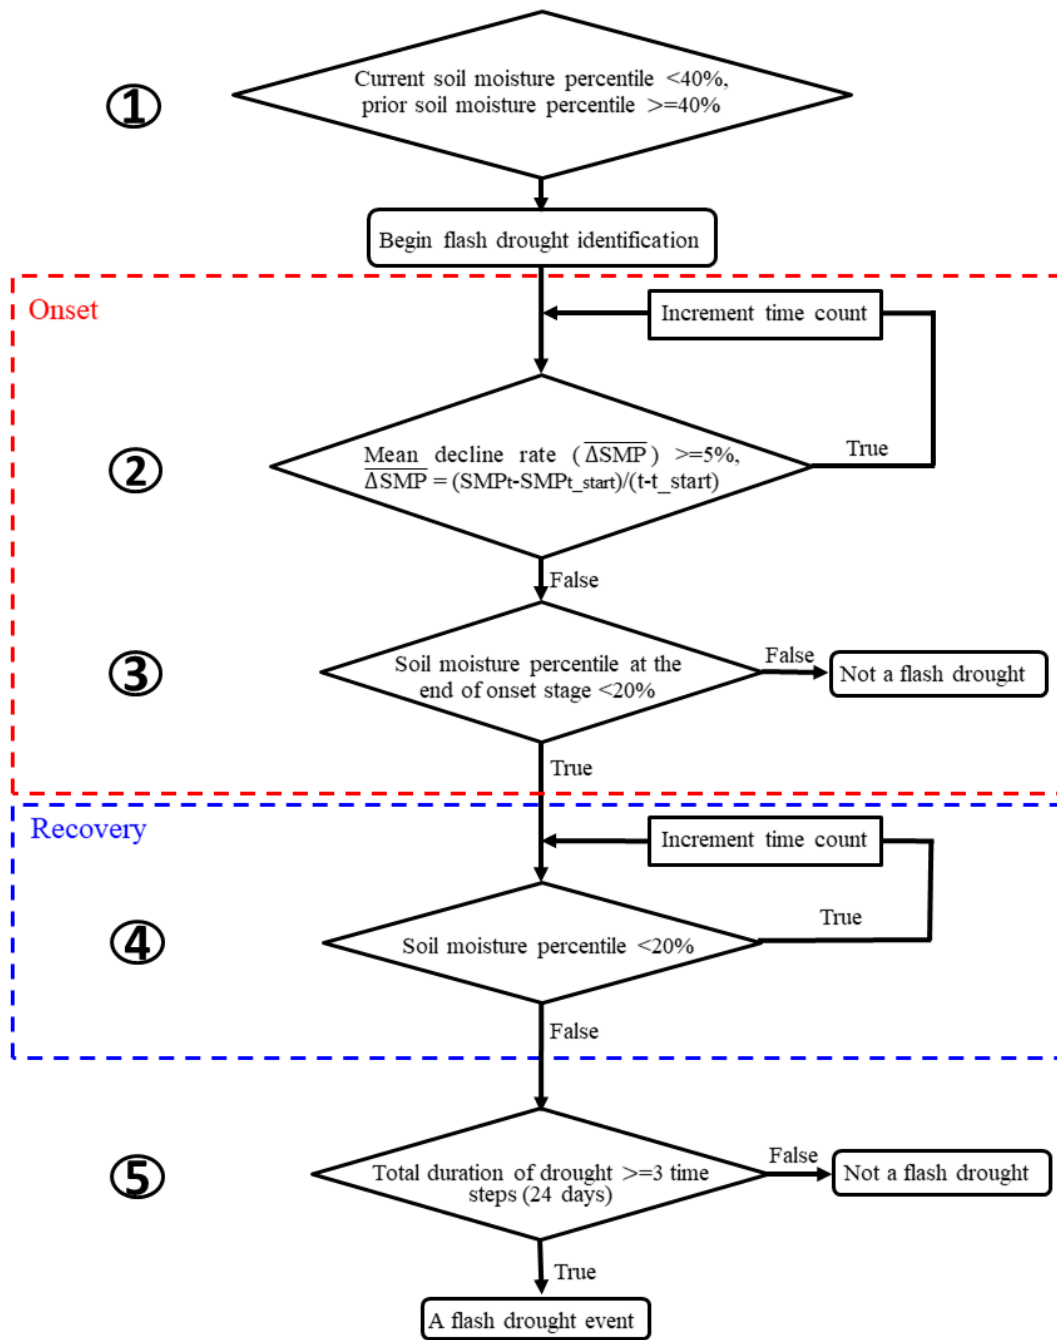 ①
Current soil moisture percentile <40%,
prior soil moisture percentile >=40%
Begin flash drought identification
Onset
Increment time count
②
Mean decline rate ( \overline{ΔSMP} ) >=5%,
\overline{ΔSMP} = (SMPt-SMPt_start)/(t-t_start)
True
False
③
Soil moisture percentile at the
end of onset stage <20%
False
Not a flash drought
True
Recovery
Increment time count
④
Soil moisture percentile <20%
True
False
⑤
Total duration of drought >=3 time
steps (24 days)
False
Not a flash drought
True
A flash drought event